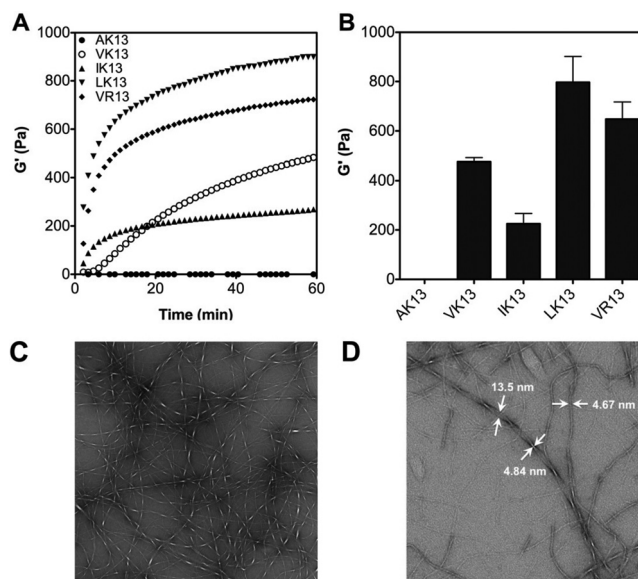 A
AK13
VK13
IK13
LK13
VR13
G' (Pa)
1000
800
600
400
200
0
0 20 40 60
Time (min)
B
G' (Pa)
1000
800
600
400
200
0
AK13 VK13 IK13 LK13 VR13
C
D
13.5 nm
4.67 nm
4.84 nm